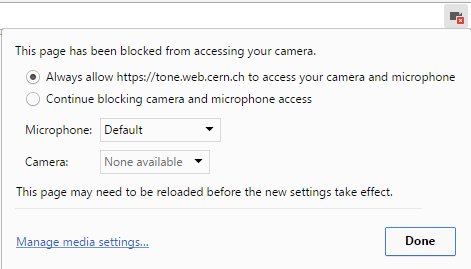 This page has been blocked from accessing your camera.
Always allow https://tone.web.cern.ch to access your camera and microphone
Continue blocking camera and microphone access
Microphone: Default
Camera: None available
This page may need to be reloaded before the new settings take effect.
Manage media settings... Done